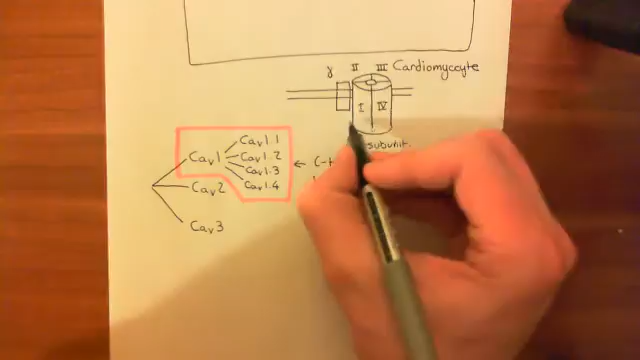 γ II III Cardiomyocyte
I IV
subunit.
Cav1
Cav1.1
Cav1.2
Cav1.3
Cav1.4
← C-t
Cav2
Cav3